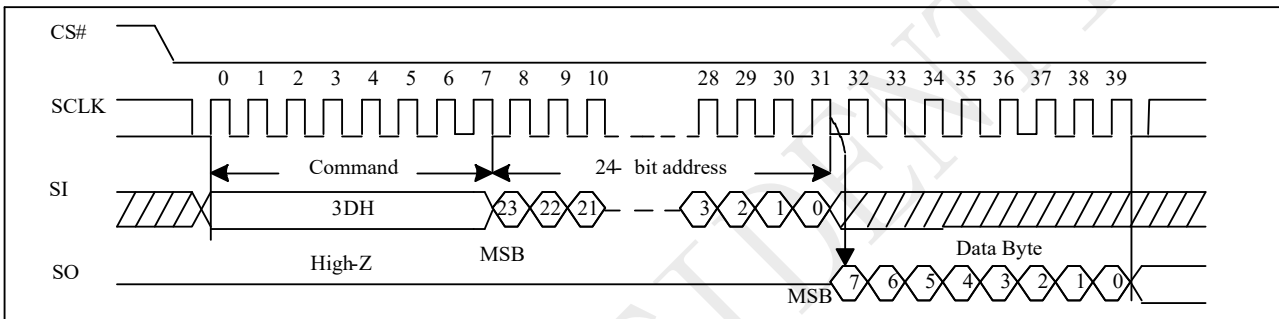 CS#
0 1 2 3 4 5 6 7 8 9 10 28 29 30 31 32 33 34 35 36 37 38 39
SCLK
Command 24- bit address
SI
3DH 23 22 21 3 2 1 0
MSB Data Byte
High-Z
SO
MSB 7 6 5 4 3 2 1 0